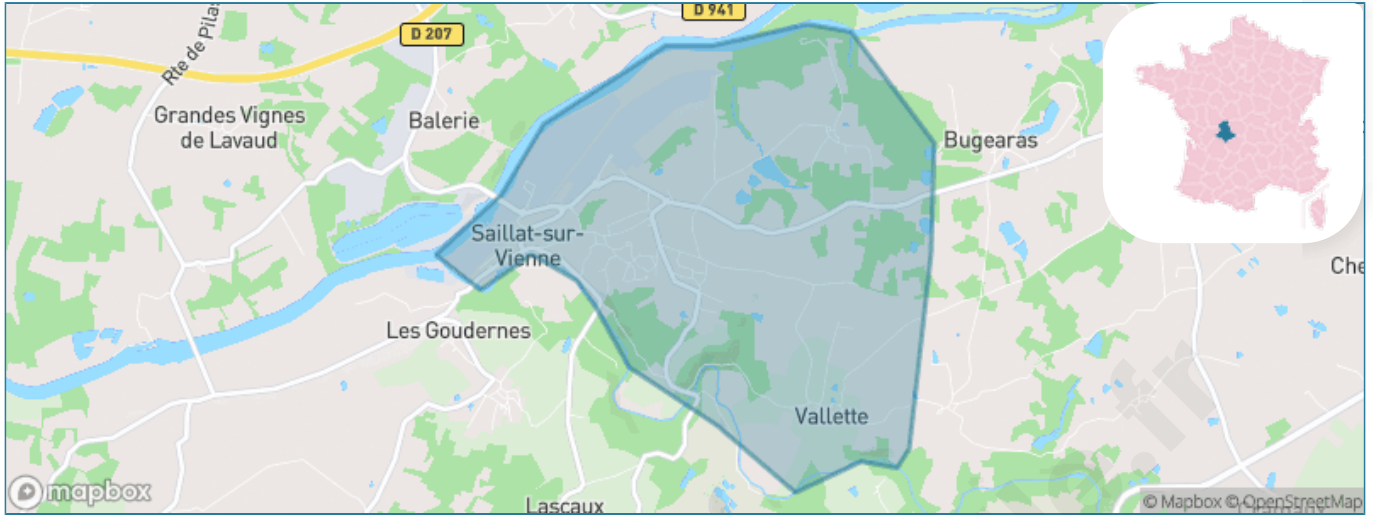 D 941
D 207
Rte de Pilas
Grandes Vignes
de Lavaud
Balerie
Bugearas
Saillat-sur-
Vienne
Che
Les Goudernes
Vallette
Lascaux
mapbox
© Mapbox © OpenStreetMap